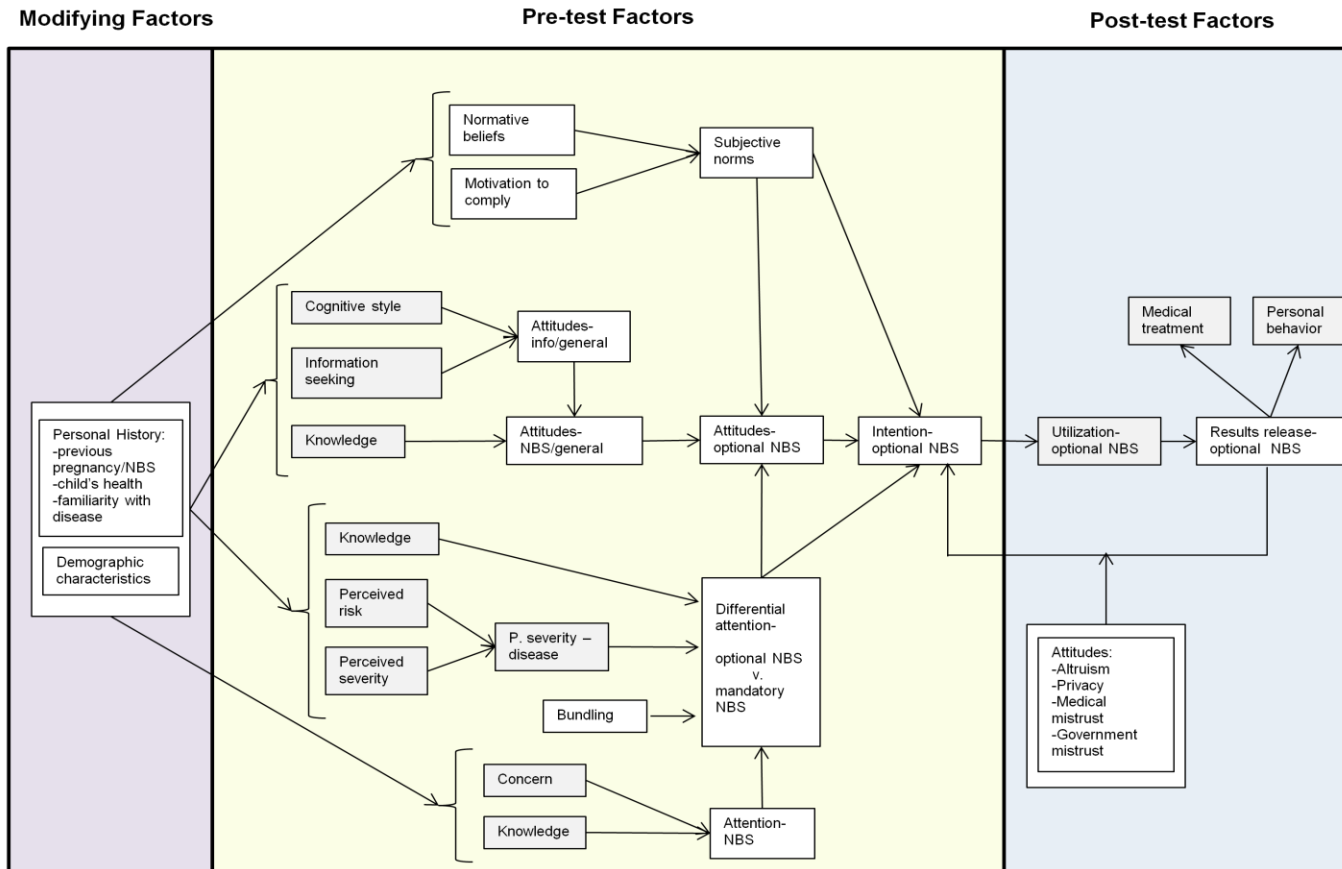 Modifying Factors
Pre-test Factors
Post-test Factors
Normative
beliefs
Motivation to
comply
Subjective
norms
Cognitive style
Information
seeking
Attitudes-
info/general
Knowledge
Attitudes-
NBS/general
Attitudes-
optional NBS
Intention-
optional NBS
Medical
treatment
Personal
behavior
Utilization-
optional NBS
Results release-
optional NBS
Personal History:
-previous
pregnancy/NBS
-child's health
-familiarity with
disease
Demographic
characteristics
Knowledge
Perceived
risk
Perceived
severity
P. severity –
disease
Bundling
Differential
attention-
optional NBS
v.
mandatory
NBS
Concern
Knowledge
Attention-
NBS
Attitudes:
-Altruism
-Privacy
-Medical
mistrust
-Government
mistrust